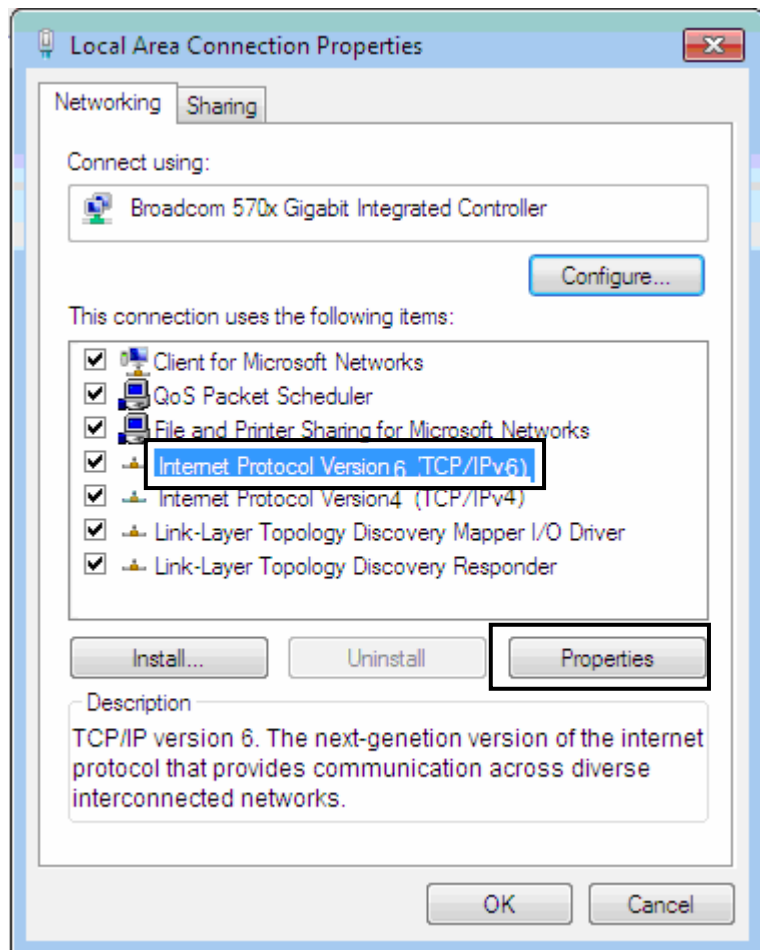 Local Area Connection Properties
Networking
Sharing
Connect using:
Broadcom 570x Gigabit Integrated Controller
Configure...
This connection uses the following items:
Client for Microsoft Networks
QoS Packet Scheduler
File and Printer Sharing for Microsoft Networks
Internet Protocol Version 6 (TCP/IPv6)
Internet Protocol Version4 (TCP/IPv4)
Link-Layer Topology Discovery Mapper I/O Driver
Link-Layer Topology Discovery Responder
Install...
Uninstall
Properties
Description
TCP/IP version 6. The next-genetion version of the internet
protocol that provides communication across diverse
interconnected networks.
OK
Cancel